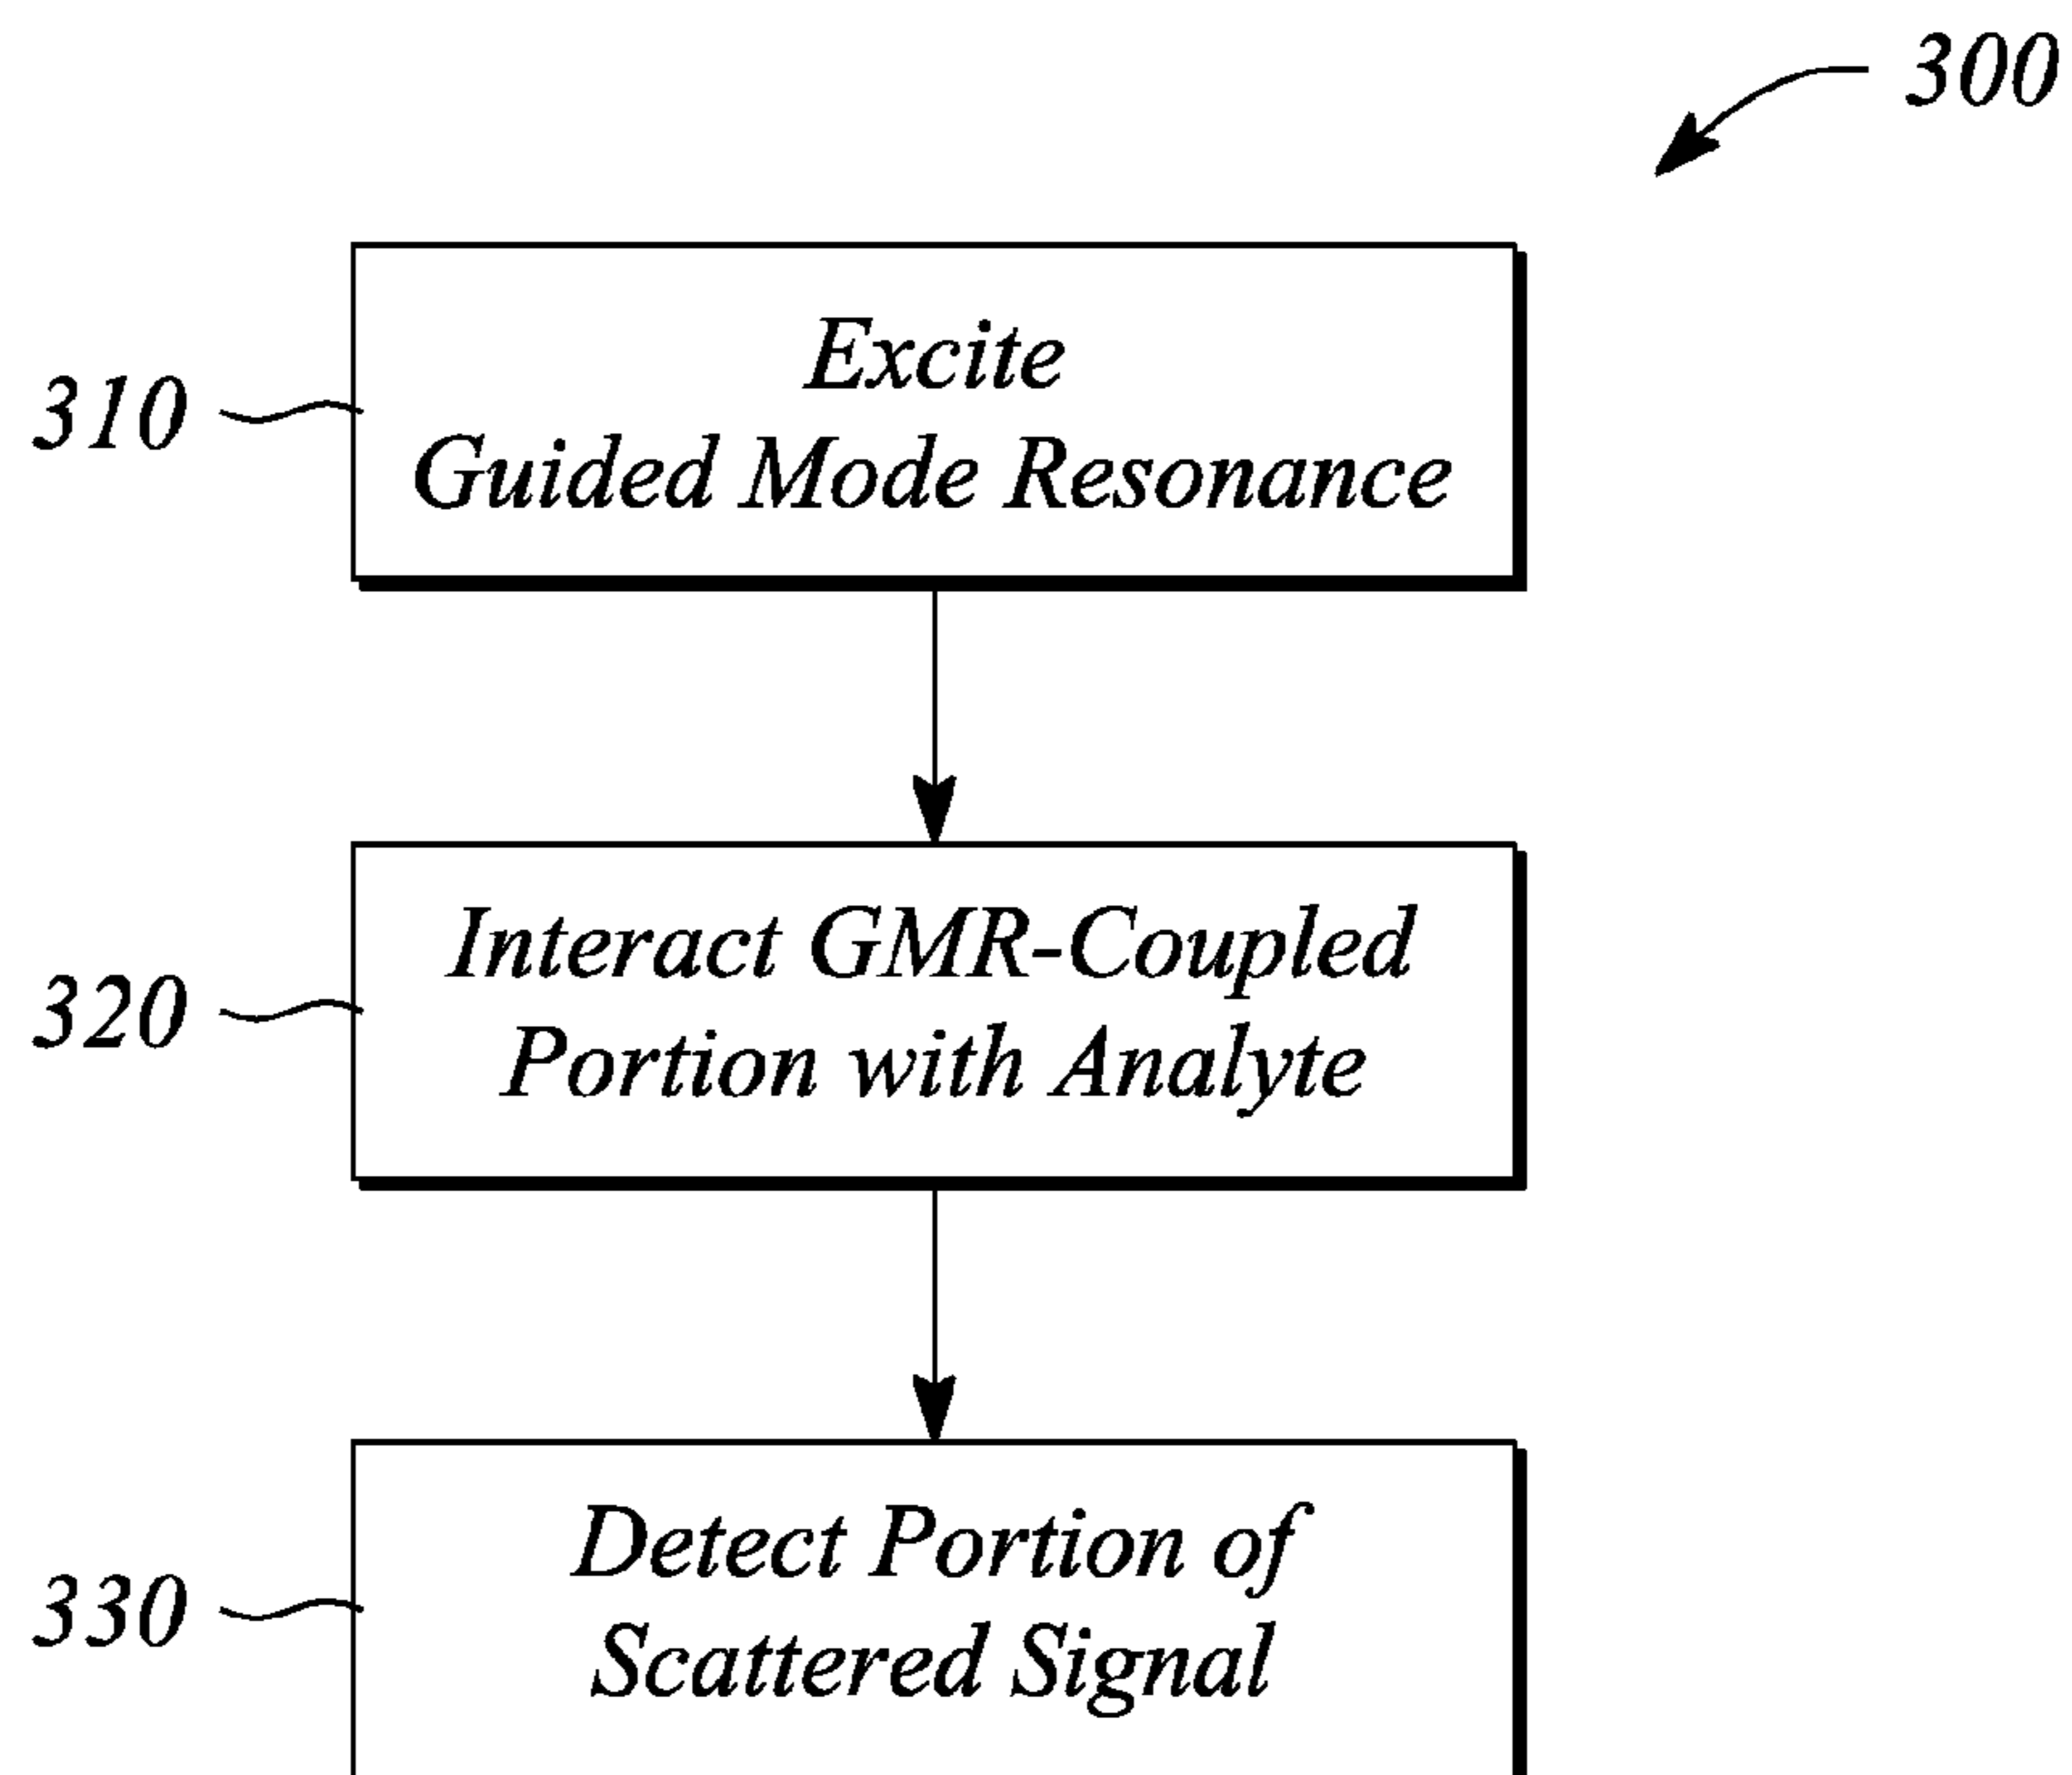 300
310
Excite
Guided Mode Resonance
320
Interact GMR-Coupled
Portion with Analyte
330
Detect Portion of
Scattered Signal